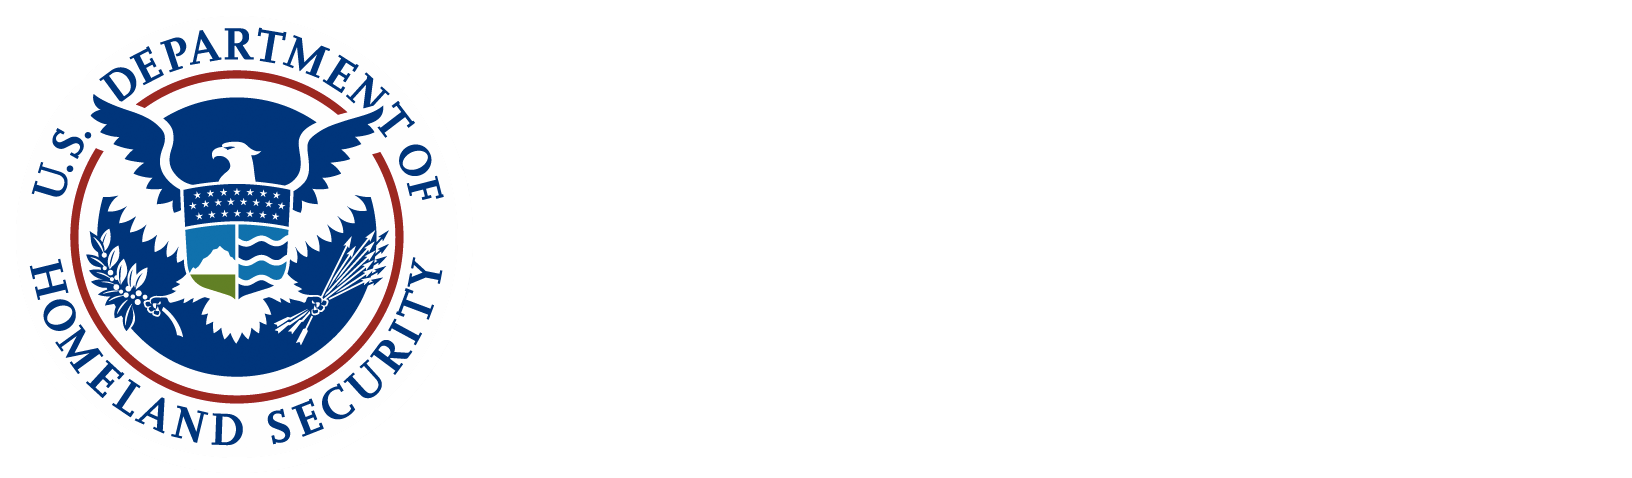 U.S. DEPARTMENT OF
HOMELAND SECURITY